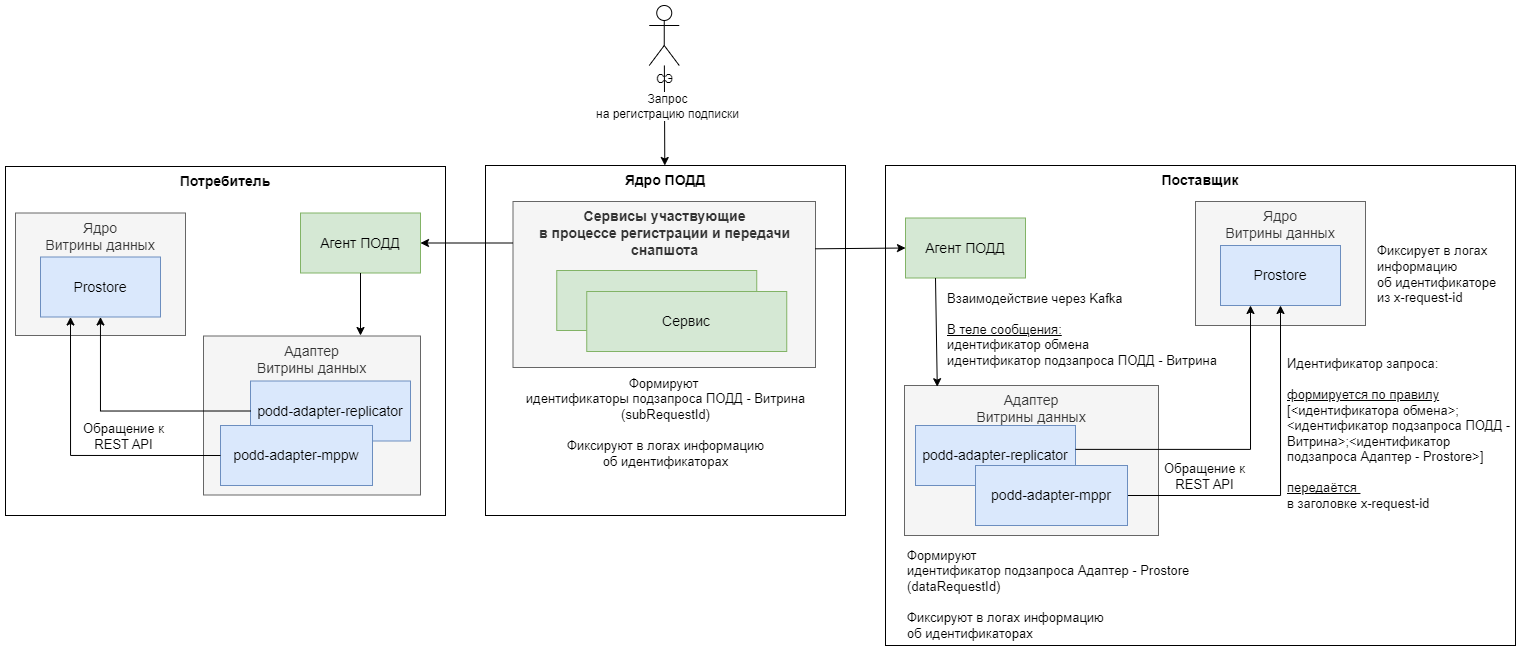 СЭ
Запрос
на регистрацию подписки
Потребитель
Ядро
Витрины данных
Prostore
Агент ПОДД
Адаптер
Витрины данных
podd-adapter-replicator
podd-adapter-mppw
Обращение к
REST API
Ядро ПОДД
Сервисы участвующие
в процессе регистрации и передачи
снапшота
Сервис
Формируют
идентификаторы подзапроса ПОДД - Витрина
(subRequestId)
Фиксируют в логах информацию
об идентификаторах
Поставщик
Агент ПОДД
Взаимодействие через Kafka
В теле сообщения:
идентификатор обмена
идентификатор подзапроса ПОДД - Витрина
Ядро
Витрины данных
Prostore
Фиксирует в логах
информацию
об идентификаторе
из x-request-id
Адаптер
Витрины данных
podd-adapter-replicator
podd-adapter-mppr
Обращение к
REST API
Идентификатор запроса:
формируется по правилу
[<идентификатора обмена>;
<идентификатор подзапроса ПОДД -
Витрина>;<идентификатор
подзапроса Адаптер - Prostore>]
передаётся
в заголовке x-request-id
Формируют
идентификатор подзапроса Адаптер - Prostore
(dataRequestId)
Фиксируют в логах информацию
об идентификаторах